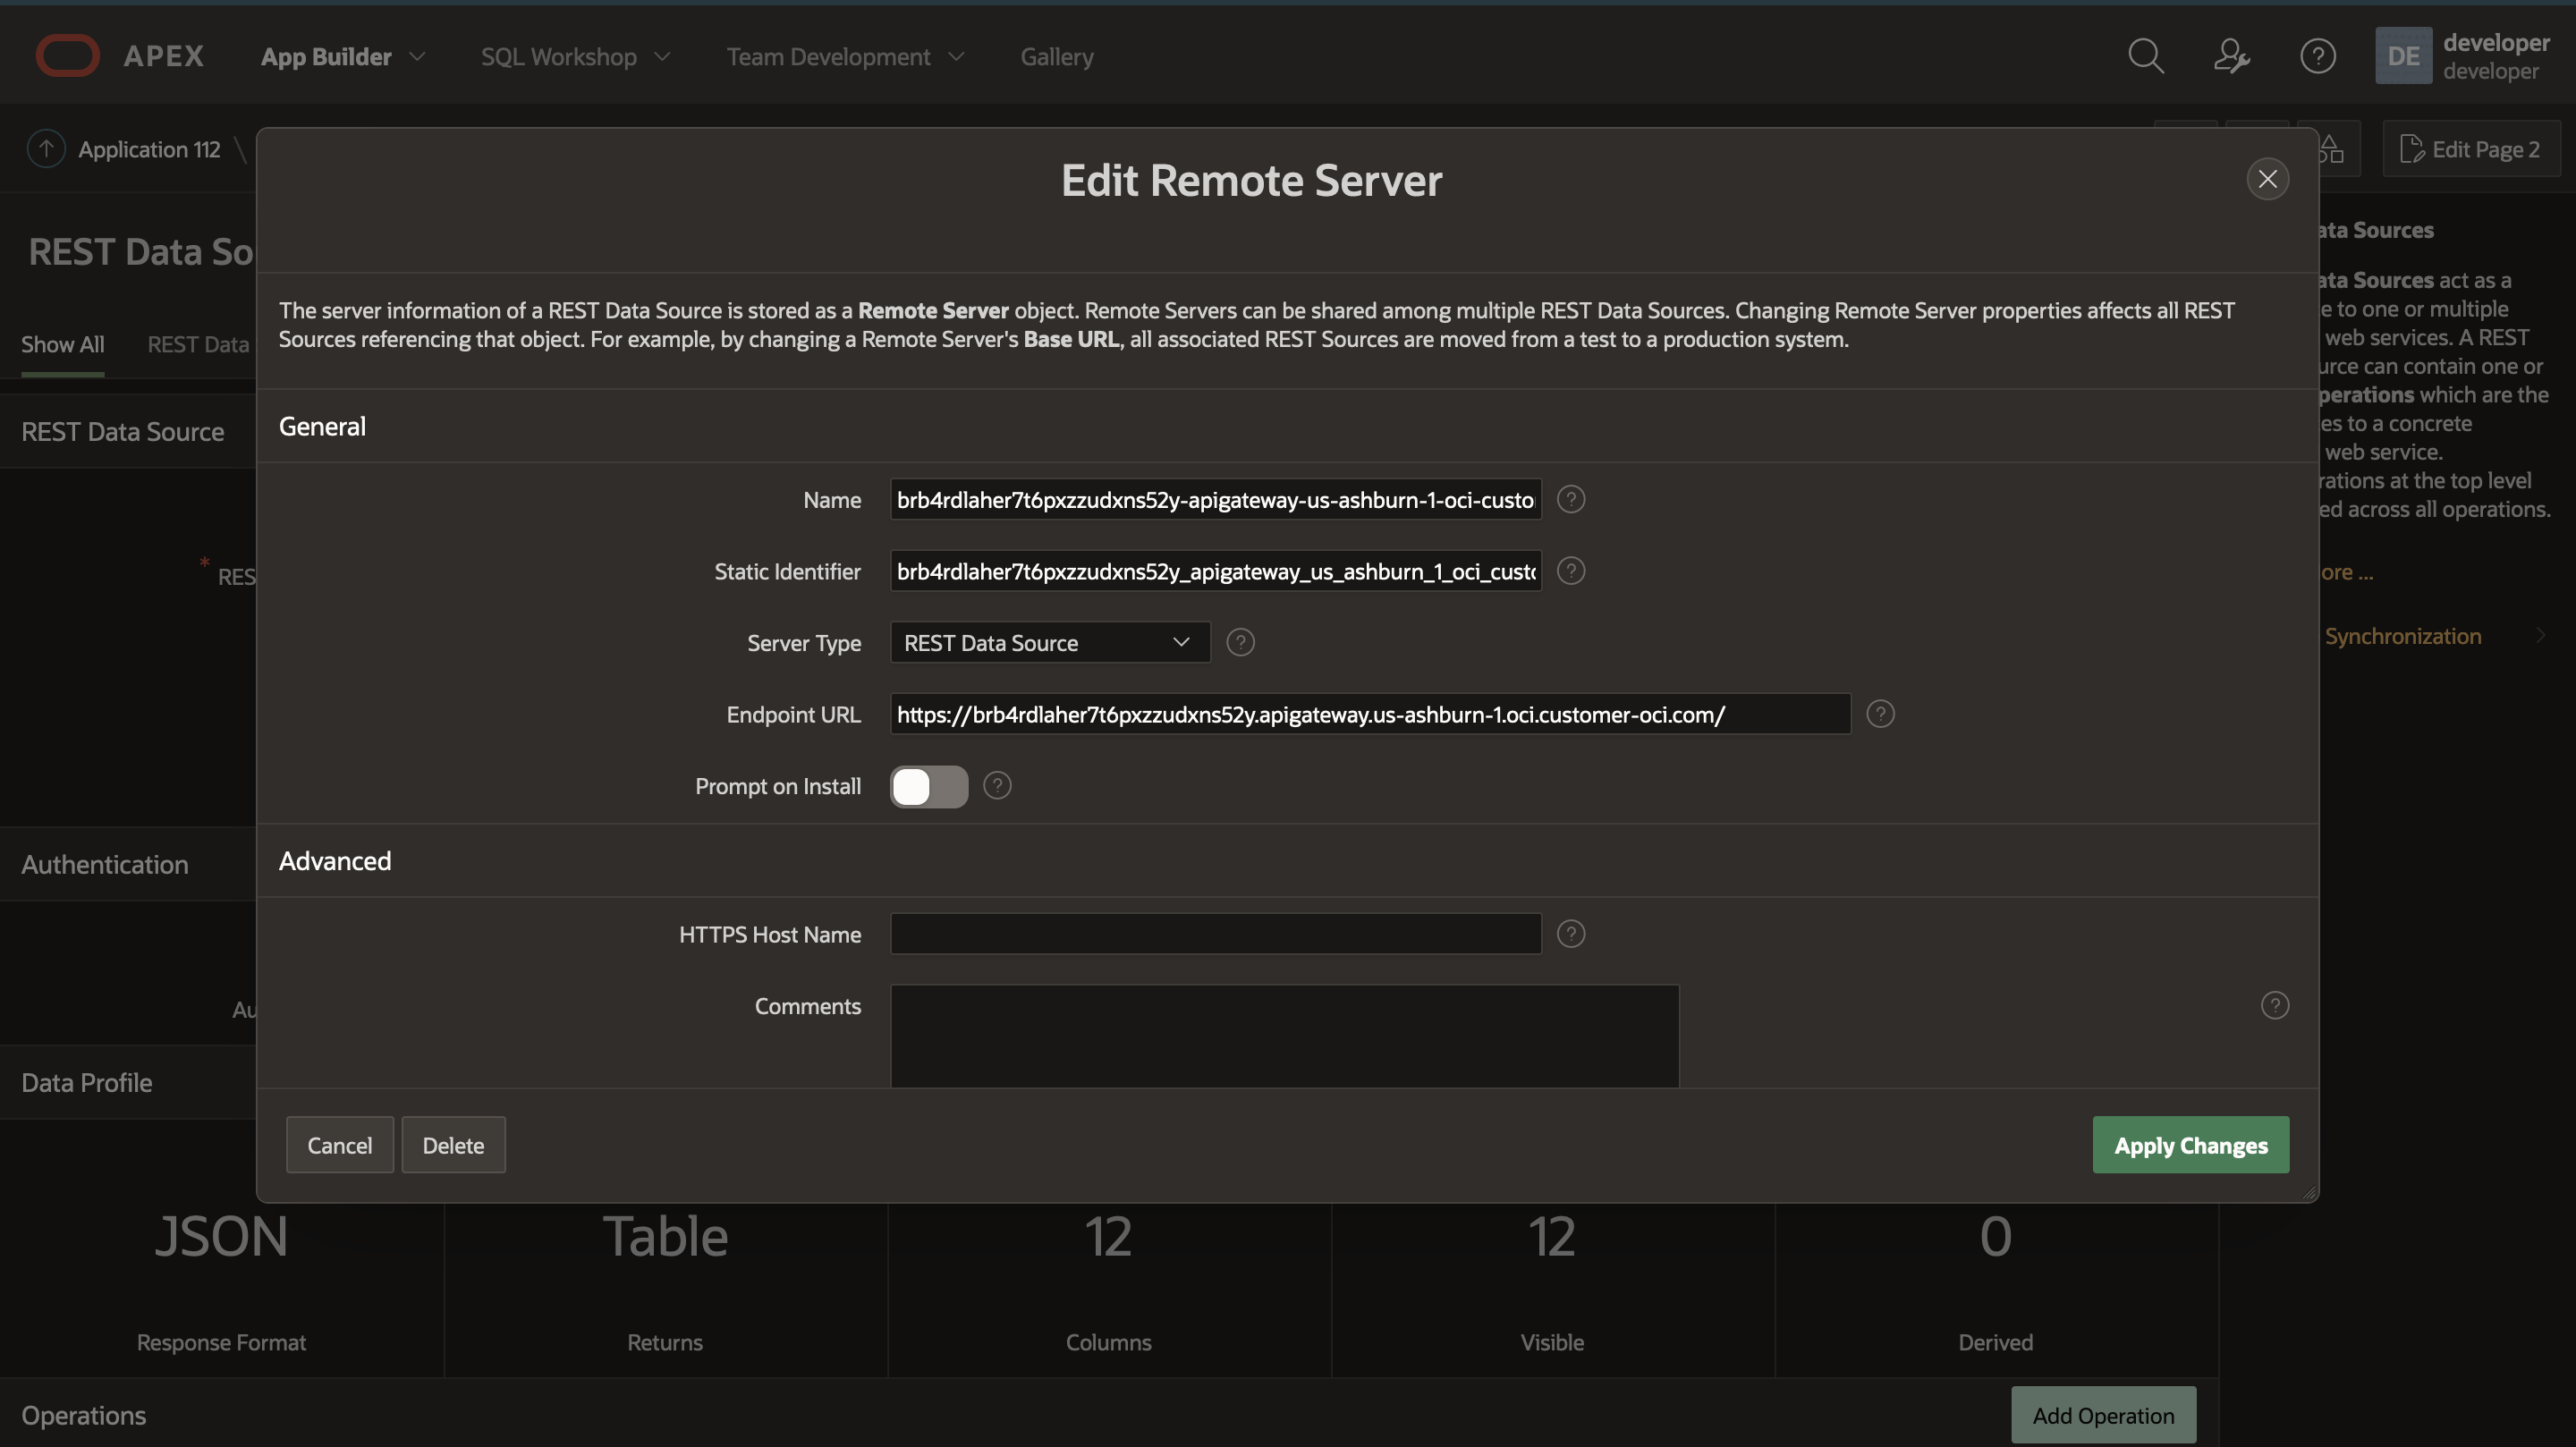 APEX
App Builder
SQL Workshop
Team Development
Gallery
DE
developer
developer
Application 112
Edit Page 2
Edit Remote Server
REST Data So
Show All
REST Data
REST Data Source
RES
Authentication
Au
Data Profile
The server information of a REST Data Source is stored as a Remote Server object. Remote Servers can be shared among multiple REST Data Sources. Changing Remote Server properties affects all REST
Sources referencing that object. For example, by changing a Remote Server's Base URL, all associated REST Sources are moved from a test to a production system.
General
Name
brb4rdlaher7t6pxzzudxns52y-apigateway-us-ashburn-1-oci-custo
Static Identifier
brb4rdlaher7t6pxzzudxns52y_apigateway_us_ashburn_1_oci_custo
Server Type
REST Data Source
Endpoint URL
https://brb4rdlaher7t6pxzzudxns52y.apigateway.us-ashburn-1.oci.customer-oci.com/
Prompt on Install
Advanced
HTTPS Host Name
Comments
Cancel
Delete
Apply Changes
ata Sources
ata Sources act as a
e to one or multiple
web services. A REST
urce can contain one or
perations which are the
es to a concrete
web service.
rations at the top level
ed across all operations.
ore ...
Synchronization
JSON
Table
12
12
0
Response Format
Returns
Columns
Visible
Derived
Operations
Add Operation